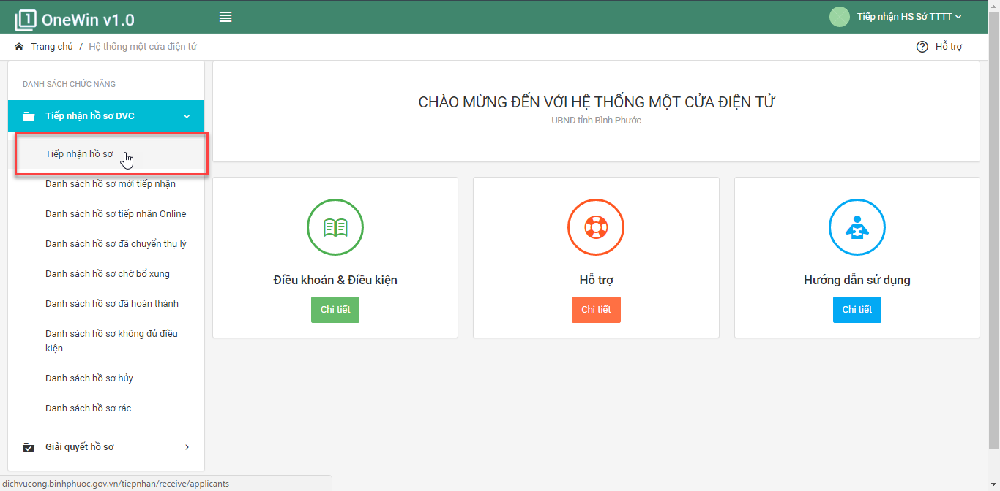 1 OneWin v1.0
Tiếp nhận HS Sở TTTT
Trang chủ / Hệ thống một cửa điện tử
Hỗ trợ
DANH SÁCH CHỨC NĂNG
Tiếp nhận hồ sơ DVC
Tiếp nhận hồ sơ
Danh sách hồ sơ mới tiếp nhận
Danh sách hồ sơ tiếp nhận Online
Danh sách hồ sơ đã chuyển thụ lý
Danh sách hồ sơ chờ bổ xung
Danh sách hồ sơ đã hoàn thành
Danh sách hồ sơ không đủ điều
kiện
Danh sách hồ sơ hủy
Danh sách hồ sơ rác
Giải quyết hồ sơ
CHÀO MỪNG ĐẾN VỚI HỆ THỐNG MỘT CỬA ĐIỆN TỬ
UBND tỉnh Bình Phước
Điều khoản & Điều kiện
Chi tiết
Hỗ trợ
Chi tiết
Hướng dẫn sử dụng
Chi tiết
dichvucong.binhphuoc.gov.vn/tiepnhan/receive/applicants